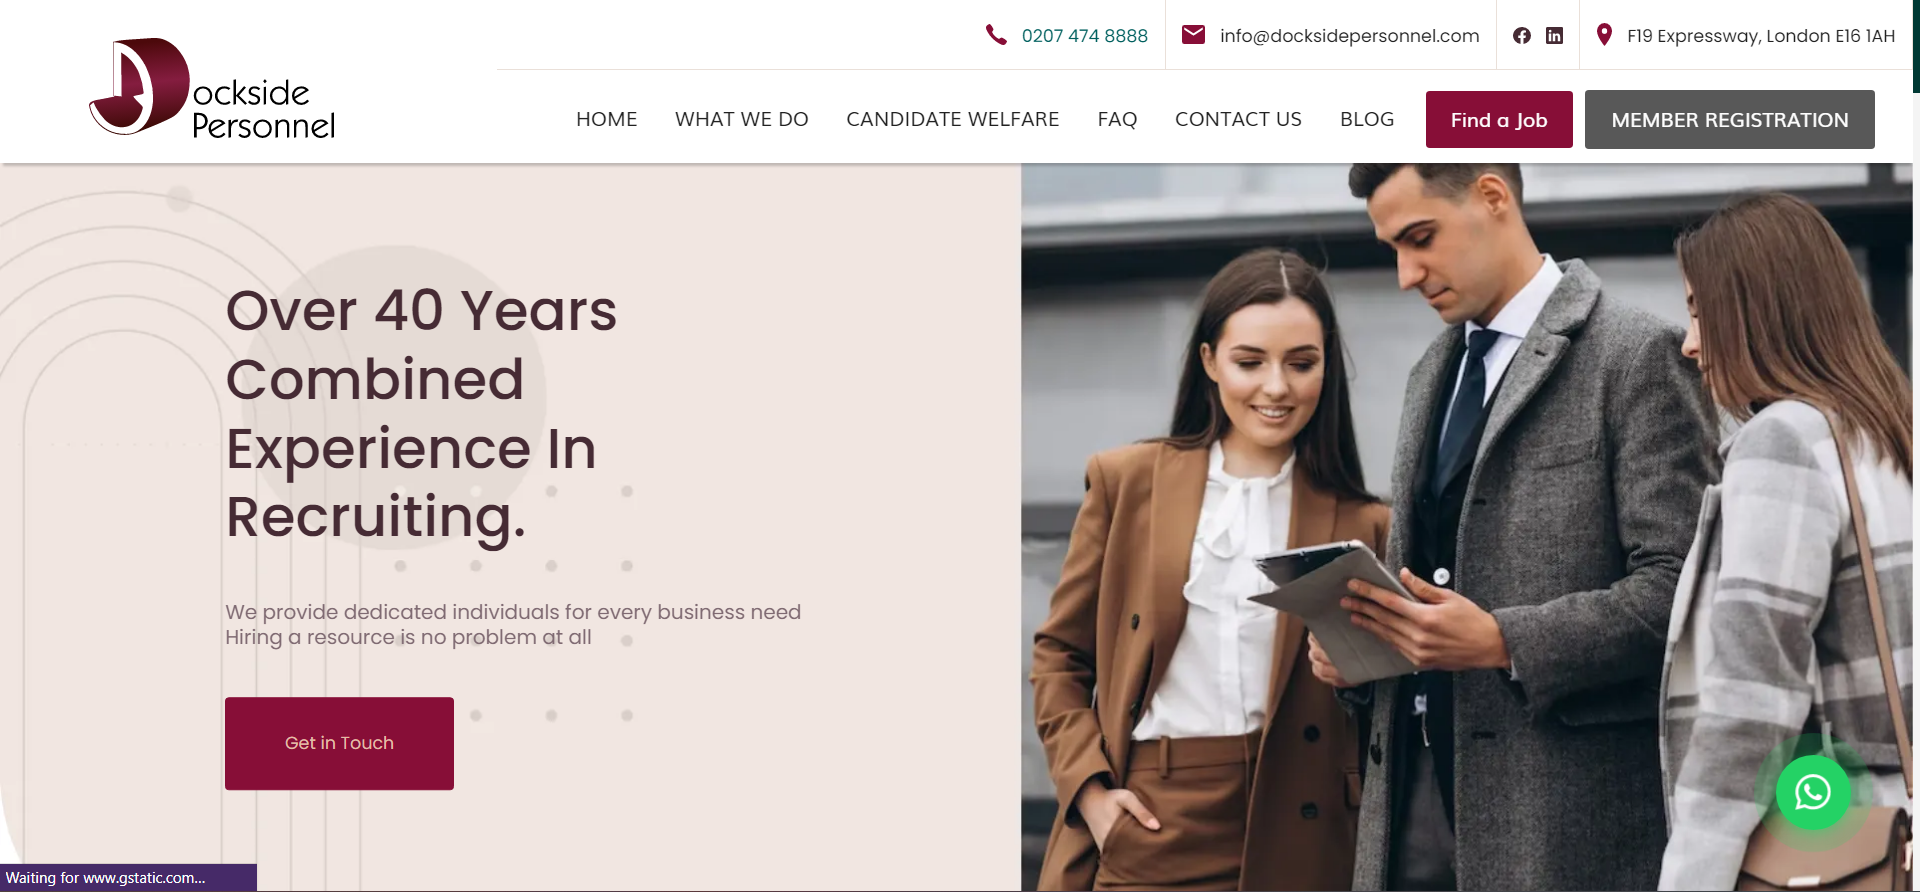 0207 474 8888
info@docksidepersonnel.com
F19 Expressway, London E16 1AH
ockside
Personnel
HOME
WHAT WE DO
CANDIDATE WELFARE
FAQ
CONTACT US
BLOG
Find a Job
MEMBER REGISTRATION
Over 40 Years
Combined
Experience In
Recruiting.
We provide dedicated individuals for every business need
Hiring a resource is no problem at all
Get in Touch
Waiting for www.gstatic.com...